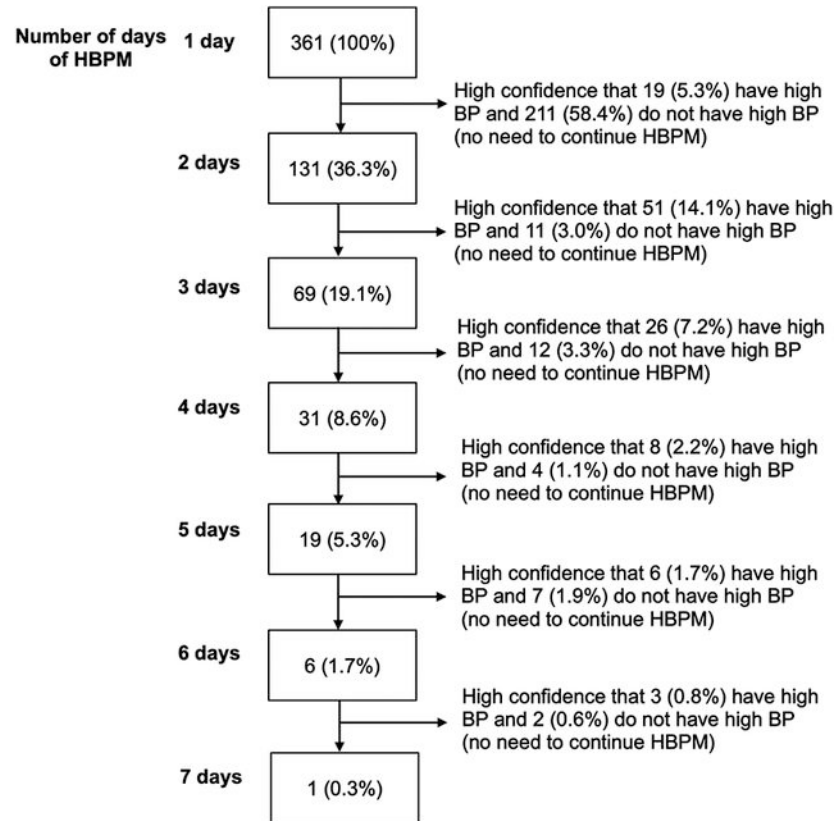 Number of days
of HBPM
1 day
361 (100%)
High confidence that 19 (5.3%) have high
BP and 211 (58.4%) do not have high BP
(no need to continue HBPM)
2 days
131 (36.3%)
High confidence that 51 (14.1%) have high
BP and 11 (3.0%) do not have high BP
(no need to continue HBPM)
3 days
69 (19.1%)
High confidence that 26 (7.2%) have high
BP and 12 (3.3%) do not have high BP
(no need to continue HBPM)
4 days
31 (8.6%)
High confidence that 8 (2.2%) have high
BP and 4 (1.1%) do not have high BP
(no need to continue HBPM)
5 days
19 (5.3%)
High confidence that 6 (1.7%) have high
BP and 7 (1.9%) do not have high BP
(no need to continue HBPM)
6 days
6 (1.7%)
High confidence that 3 (0.8%) have high
BP and 2 (0.6%) do not have high BP
(no need to continue HBPM)
7 days
1 (0.3%)